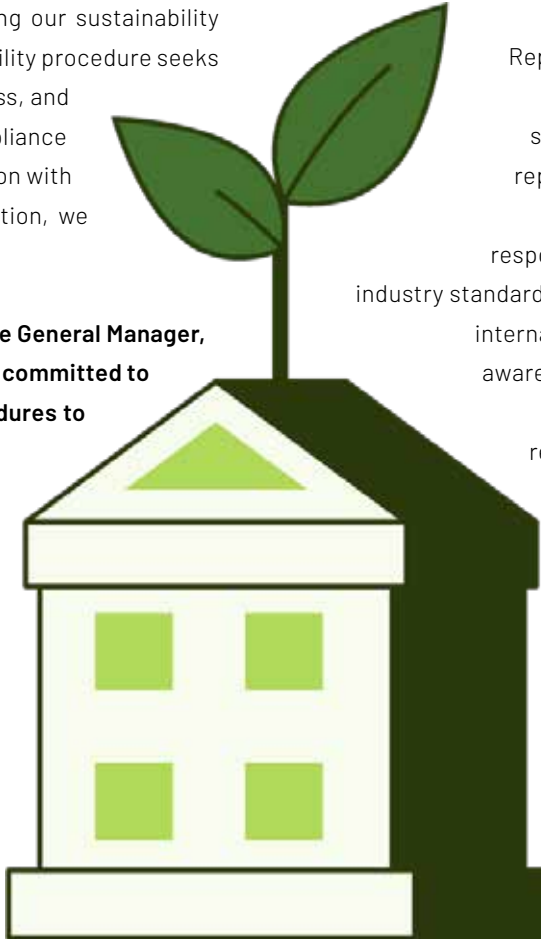 ng our sustainability
ility procedure seeks
ss, and
pliance
on with
tion, we
e General Manager,
committed to
dures to
Rep
s
rep
respo
industry standard
interna
aware
re